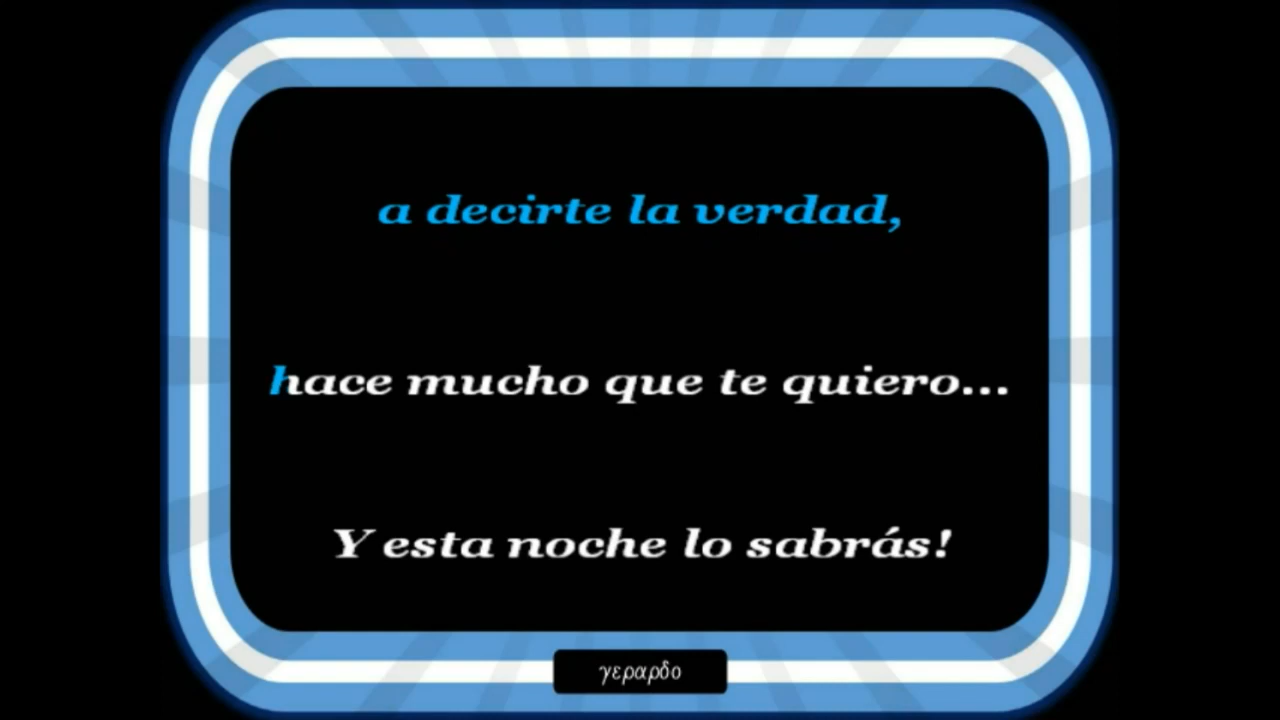 a decirte la verdad,
hace mucho que te quiero...
Y esta noche lo sabrás!
γεραρδο